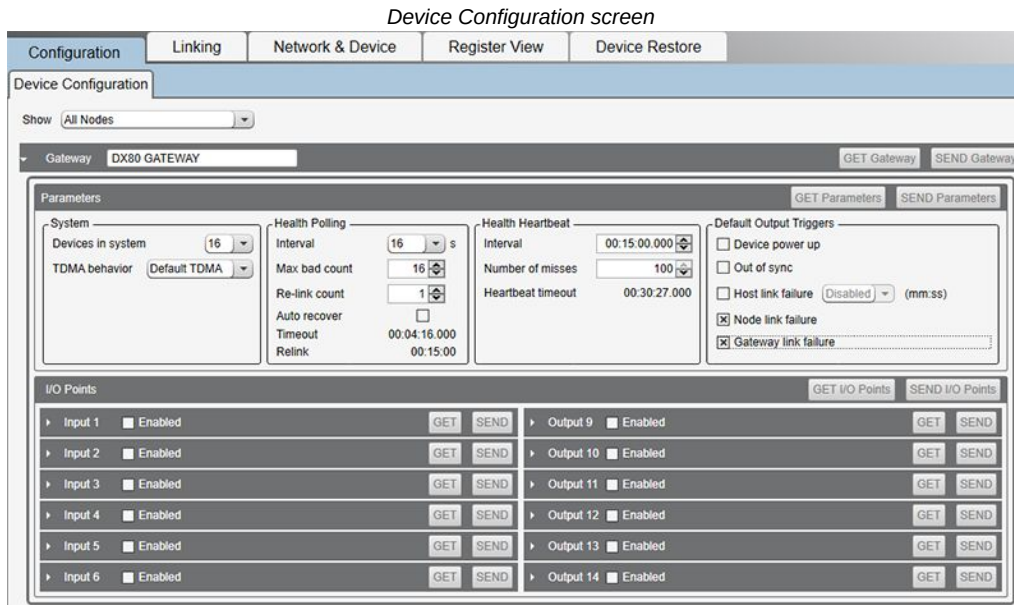 Device Configuration screen
Configuration Linking Network & Device Register View Device Restore
Device Configuration
Show All Nodes
Gateway DX80 GATEWAY GET Gateway SEND Gateway
Parameters GET Parameters SEND Parameters
System
Devices in system 16
TDMA behavior Default TDMA
Health Polling
Interval 16 s
Max bad count 16
Re-link count 1
Auto recover
Timeout 00:04:16.000
Relink 00:15:00
Health Heartbeat
Interval 00:15:00.000
Number of misses 100
Heartbeat timeout 00:30:27.000
Default Output Triggers
Device power up
Out of sync
Host link failure Disabled (mm:ss)
Node link failure
Gateway link failure
I/O Points GET I/O Points SEND I/O Points
Input 1 Enabled GET SEND Output 9 Enabled GET SEND
Input 2 Enabled GET SEND Output 10 Enabled GET SEND
Input 3 Enabled GET SEND Output 11 Enabled GET SEND
Input 4 Enabled GET SEND Output 12 Enabled GET SEND
Input 5 Enabled GET SEND Output 13 Enabled GET SEND
Input 6 Enabled GET SEND Output 14 Enabled GET SEND